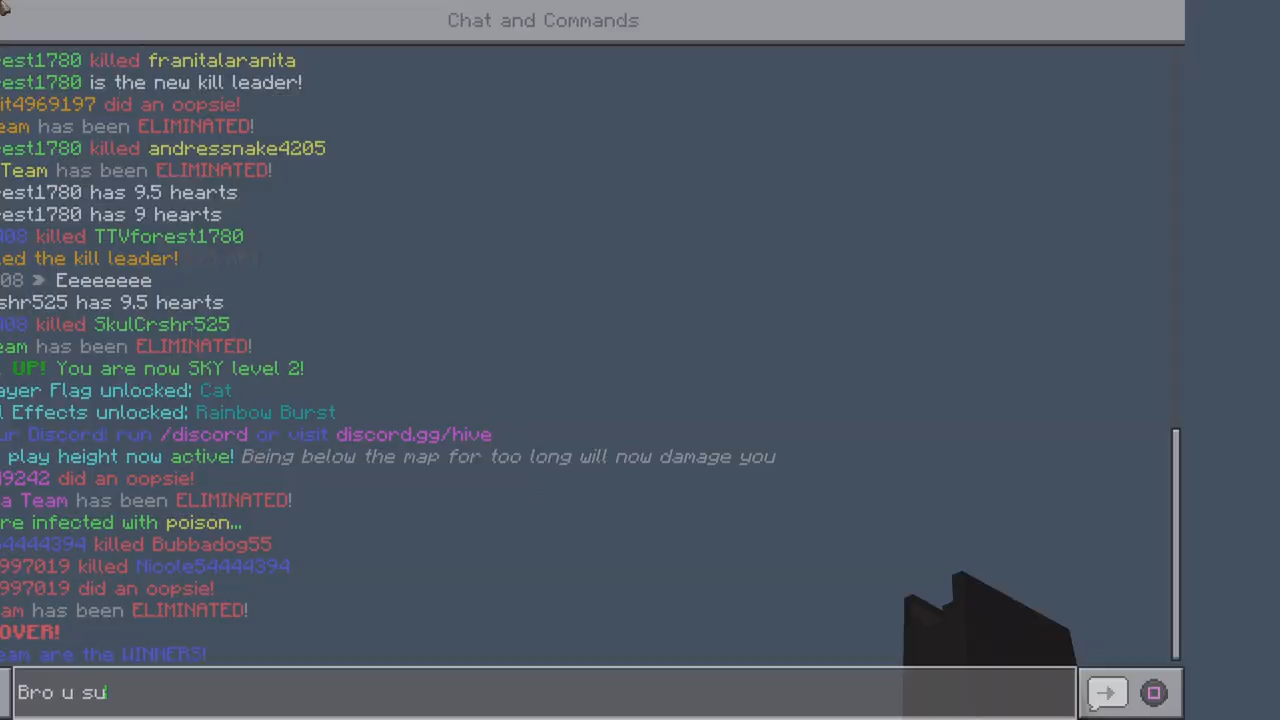 Chat and Commands
est1780 killed franitalaranita
est1780 is the new kill leader!
it4969197 did an oopsie!
eam has been ELIMINATED!
est1780 killed andressnake4205
Team has been ELIMINATED!
est1780 has 9.5 hearts
est1780 has 9 hearts
408 killed TTVforest1780
ed the kill leader!
08 » Eeeeeeee
shr525 has 9.5 hearts
408 killed SkulCrshr525
eam has been ELIMINATED!
UP! You are now SKY level 2!
ayer Flag unlocked: Cat
l Effects unlocked: Rainbow Burst
ur Discord! run /discord or visit discord.gg/hive
play height now active! Being below the map for too long will now damage you
49242 did an oopsie!
a Team has been ELIMINATED!
re infected with poison...
54444394 killed Bubbadog55
997019 killed Nicole54444394
997019 did an oopsie!
am has been ELIMINATED!
OVER!
eam are the WINNERS!
Bro u su